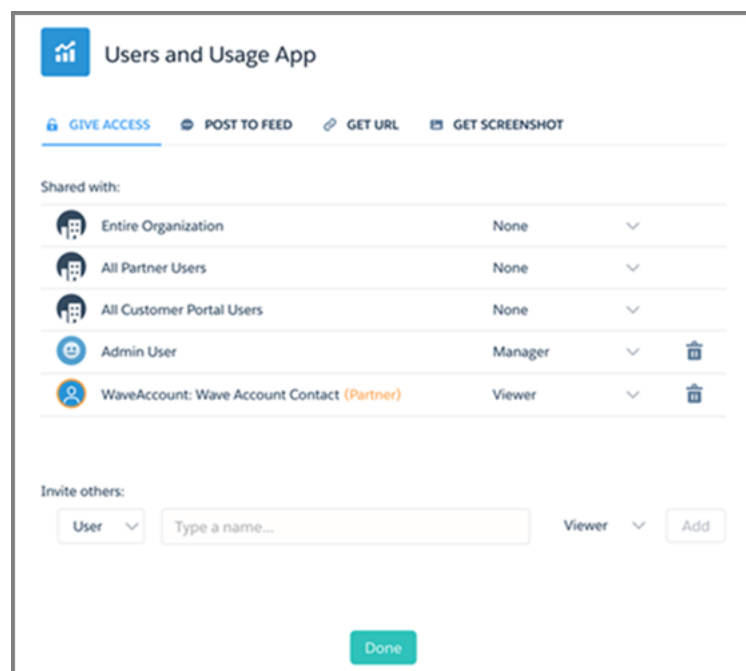 Users and Usage App
GIVE ACCESS POST TO FEED GET URL GET SCREENSHOT
Shared with:
Entire Organization None
All Partner Users None
All Customer Portal Users None
Admin User Manager
WaveAccount: Wave Account Contact (Partner) Viewer
Invite others:
User Type a name... Viewer Add
Done